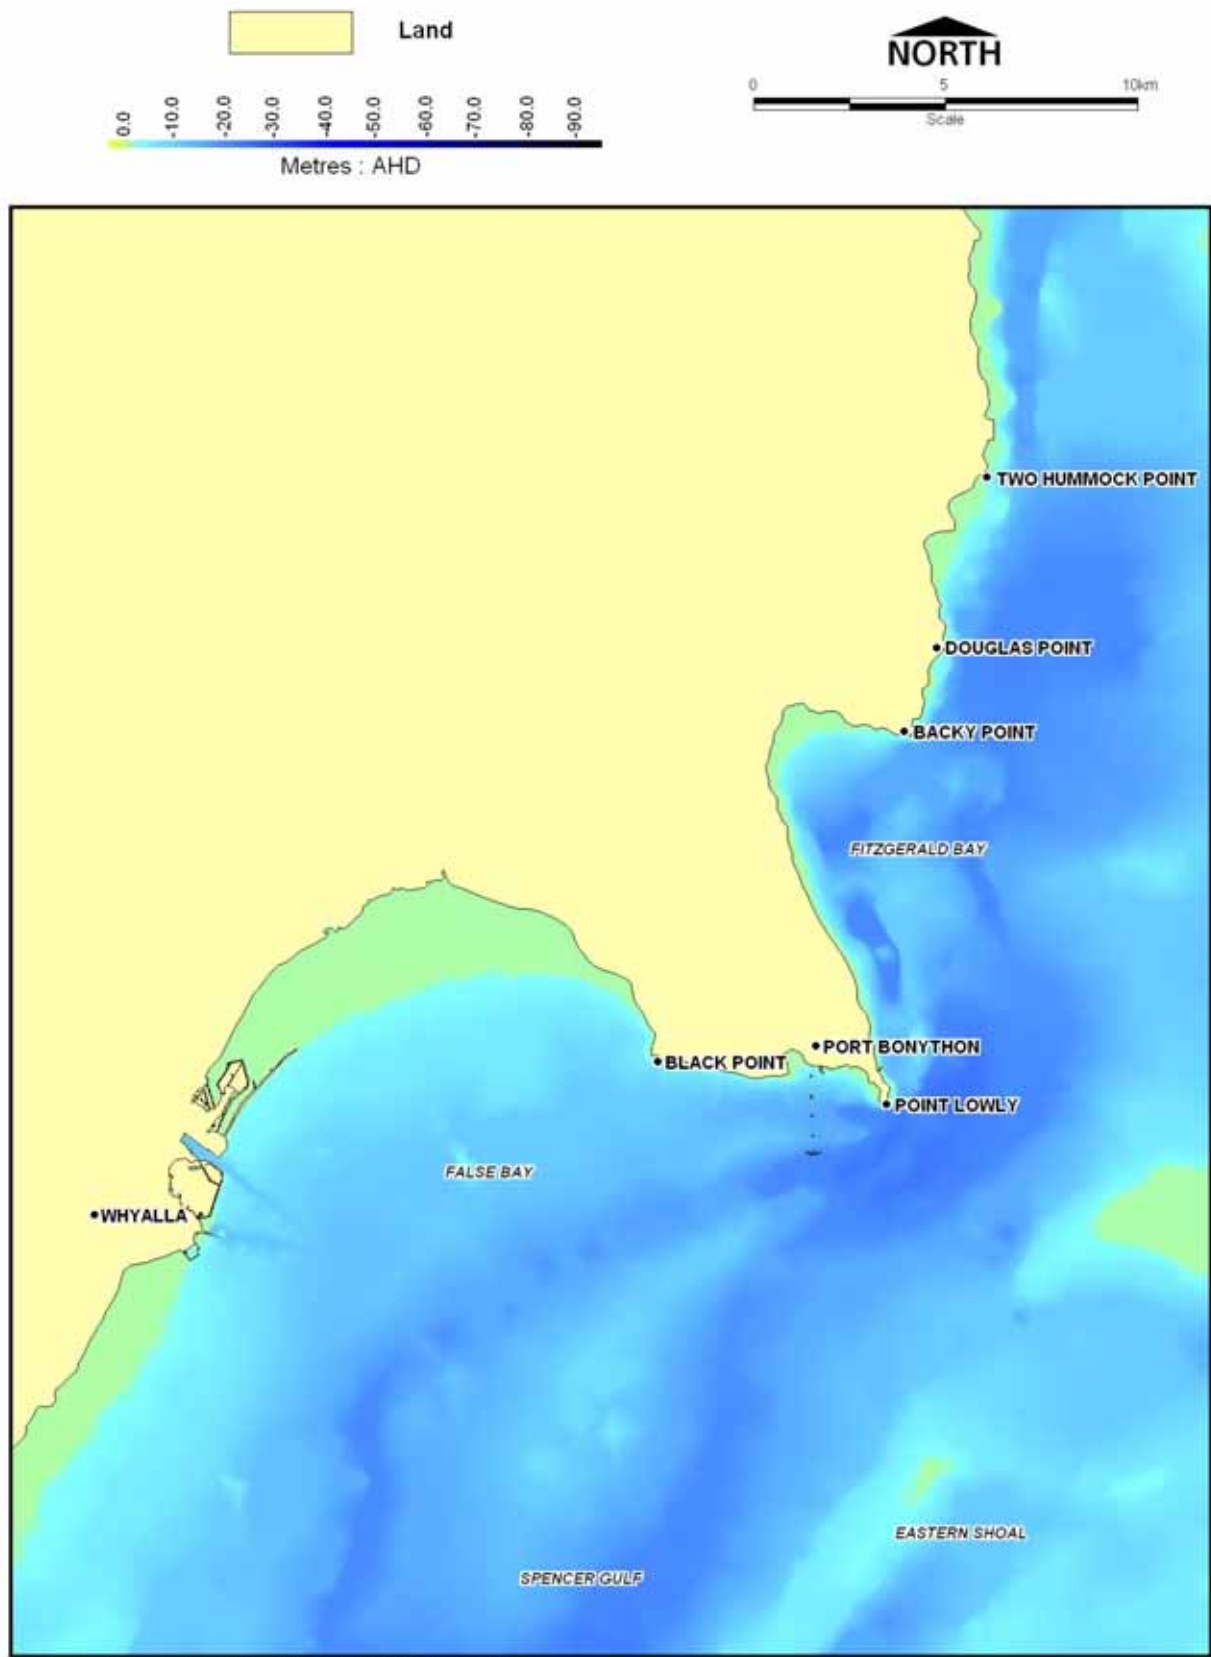 Land
NORTH
0 5 10km
Scale
0.0 -10.0 -20.0 -30.0 -40.0 -50.0 -60.0 -70.0 -80.0 -90.0
Metres : AHD
TWO HUMMOCK POINT
DOUGLAS POINT
BACKY POINT
FITZGERALD BAY
PORT BONYTHON
BLACK POINT
POINT LOWLY
FALSE BAY
WHYALLA
EASTERN SHOAL
SPENCER GULF